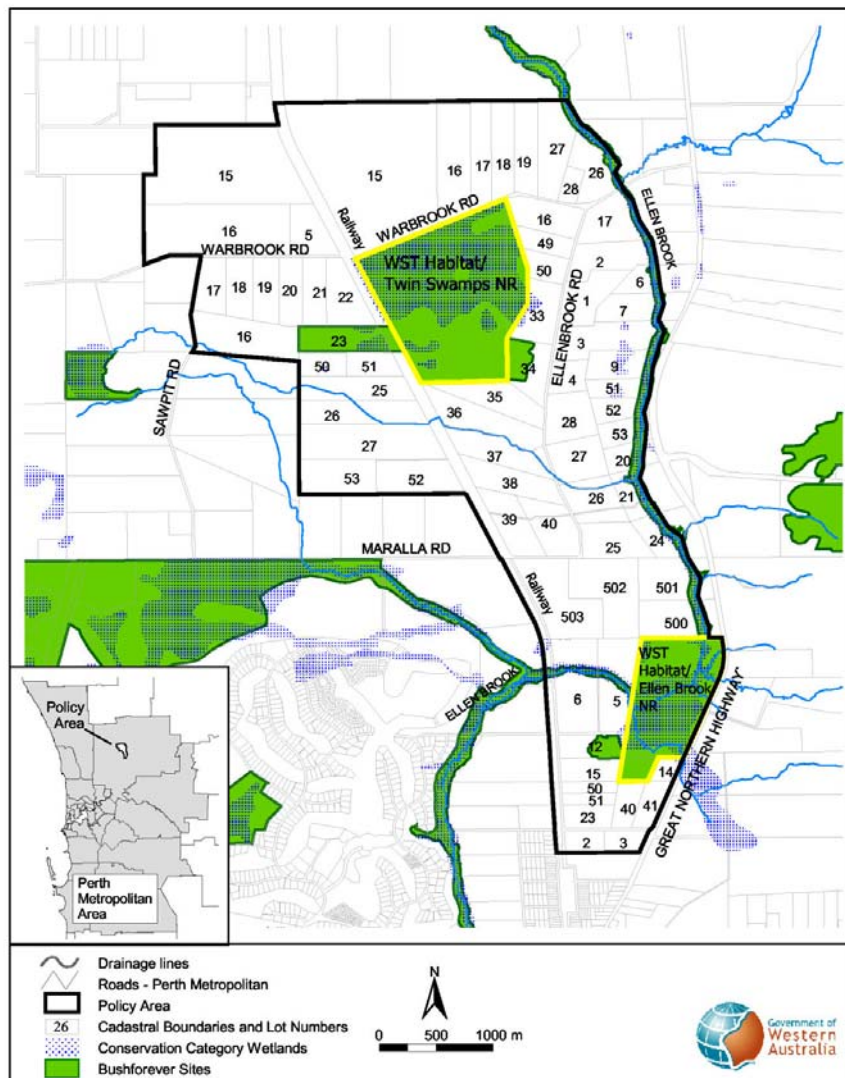 27
15
15
16
17
18
19
26
28
ELLEN BROOK
WARBROOK RD
16
17
16
5
Railway
49
WARBROOK RD
WST Habitat/
Twin Swamps NR
50
2
6
ELLENBROOK RD
17
18
19
20
21
22
1
33
7
16
23
3
SAWPIT RD
50
51
34
9
4
51
25
35
52
26
36
28
53
27
37
27
20
53
52
38
26
21
39
40
24
MARALLA RD
25
Railway
502
501
503
500
WST
Habitat/
Ellen Brook
NR
ELLEN BROOK
6
5
12
15
14
50
51
40
41
23
2
3
GREAT NORTHERN HIGHWAY
Policy
Area
Perth
Metropolitan
Area
Drainage lines
Roads - Perth Metropolitan
Policy Area
26 Cadastral Boundaries and Lot Numbers
Conservation Category Wetlands
Bushforever Sites
N
0 500 1000 m
Government of
Western
Australia